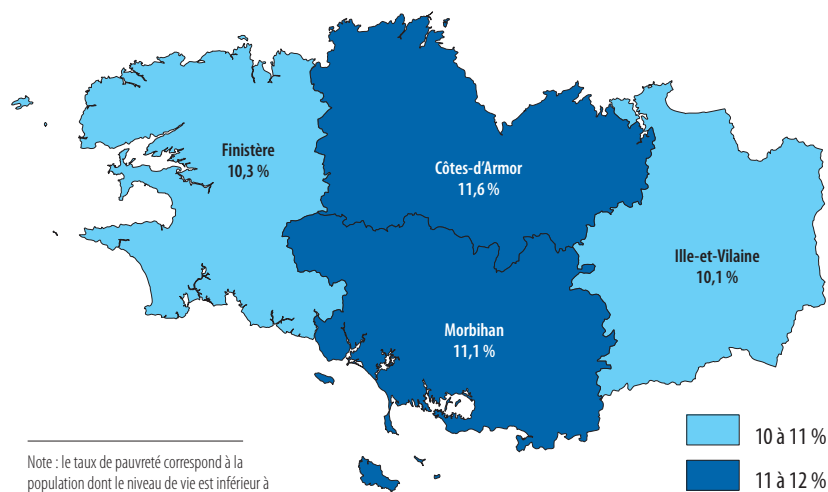 Finistère
10,3 %
Côtes-d’Armor
11,6 %
Ille-et-Vilaine
10,1 %
Morbihan
11,1 %
10 à 11 %
11 à 12 %
Note : le taux de pauvreté correspond à la
population dont le niveau de vie est inférieur à